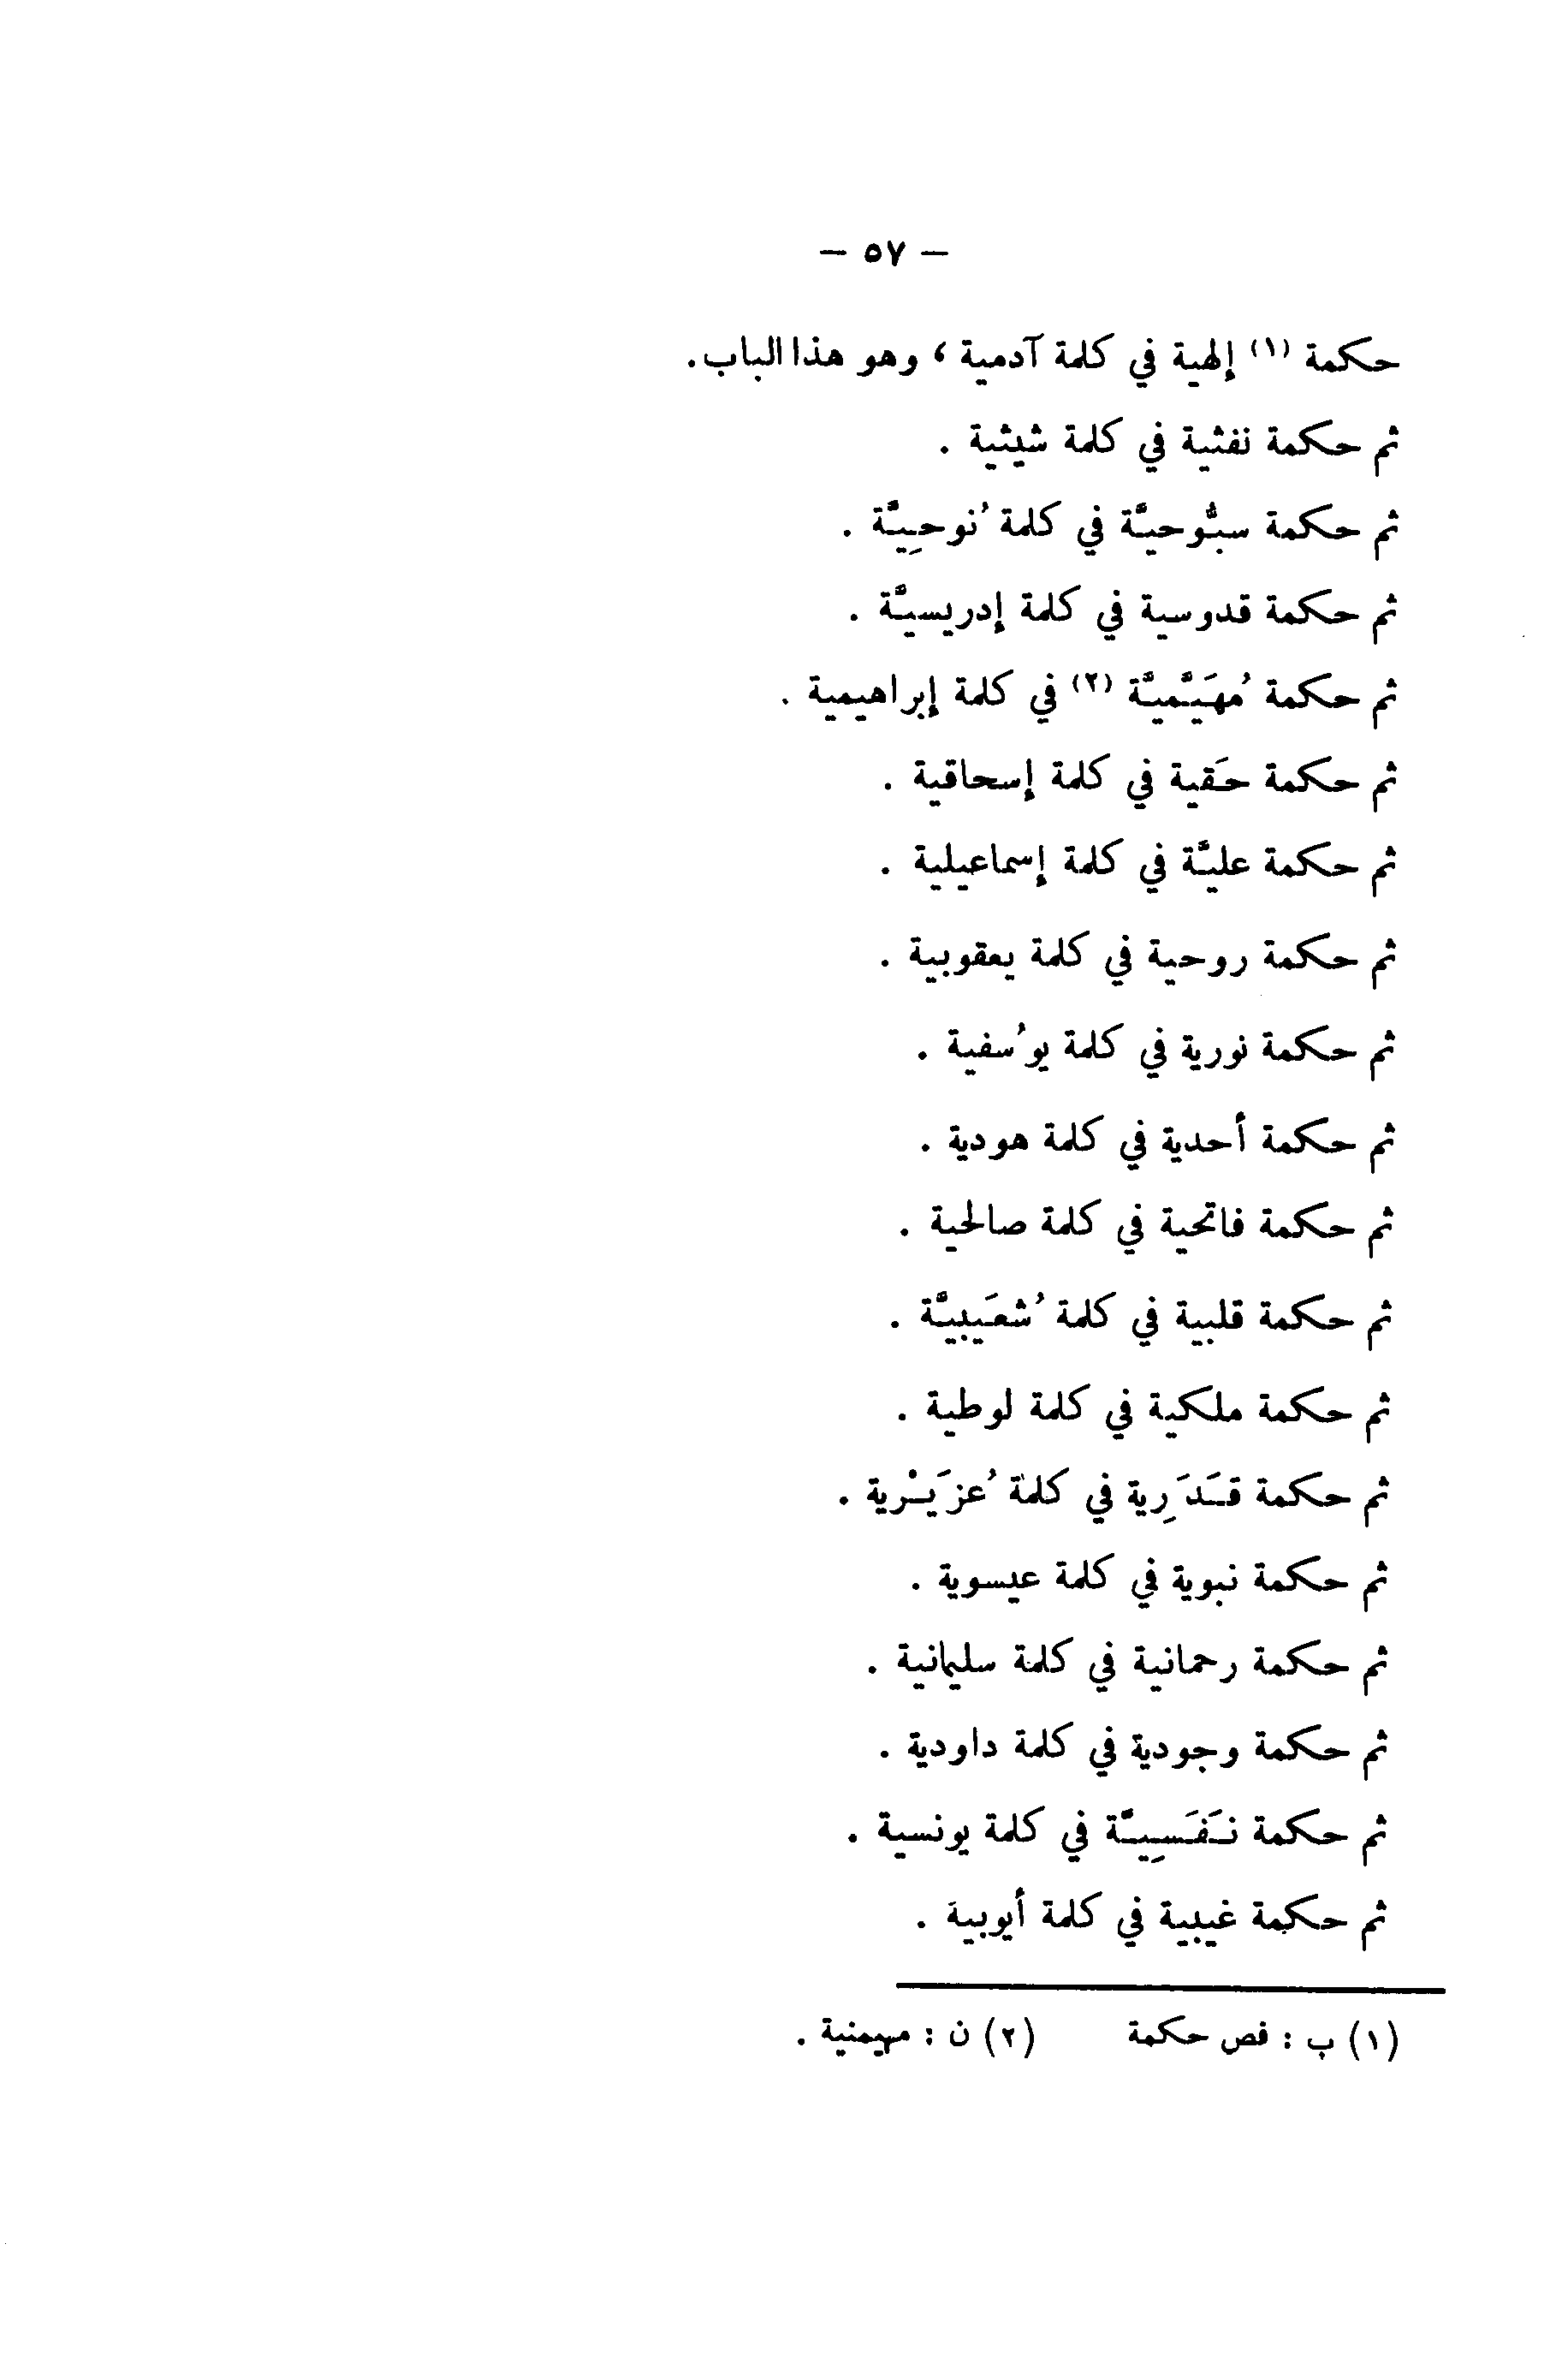 — ٥٧ —
حكمة (١) إلهية في كلمة آدمية ، وهو هذا الباب.
ثم حكمة نفثية في كلمة شيثية .
ثم حكمة سبُّوحيَّة في كلمة نُوحِيَّة .
ثم حكمة قدوسية في كلمة إدريسيَّة .
ثم حكمة مُهَيَّميَّة (٢) في كلمة إبراهيمية .
ثم حكمة حَقية في كلمة إسحاقية .
ثم حكمة عليَّة في كلمة إسماعيلية .
ثم حكمة روحية في كلمة يعقوبية .
ثم حكمة نورية في كلمة يوسُفية .
ثم حكمة أحدية في كلمة هودية .
ثم حكمة فاتحية في كلمة صالحية .
ثم حكمة قلبية في كلمة شُعَيبيَّة .
ثم حكمة ملكية في كلمة لوطية .
ثم حكمة قَدَرِية في كلمة عُزَيْرية .
ثم حكمة نبوية في كلمة عيسوية .
ثم حكمة رحمانية في كلمة سليمانية .
ثم حكمة وجودية في كلمة داودية .
ثم حكمة نَفَسِيَّة في كلمة يونسية .
ثم حكمة غيبية في كلمة أيوبية .
(١) ب : فص حكمة (٢) ن : مهيمنية .